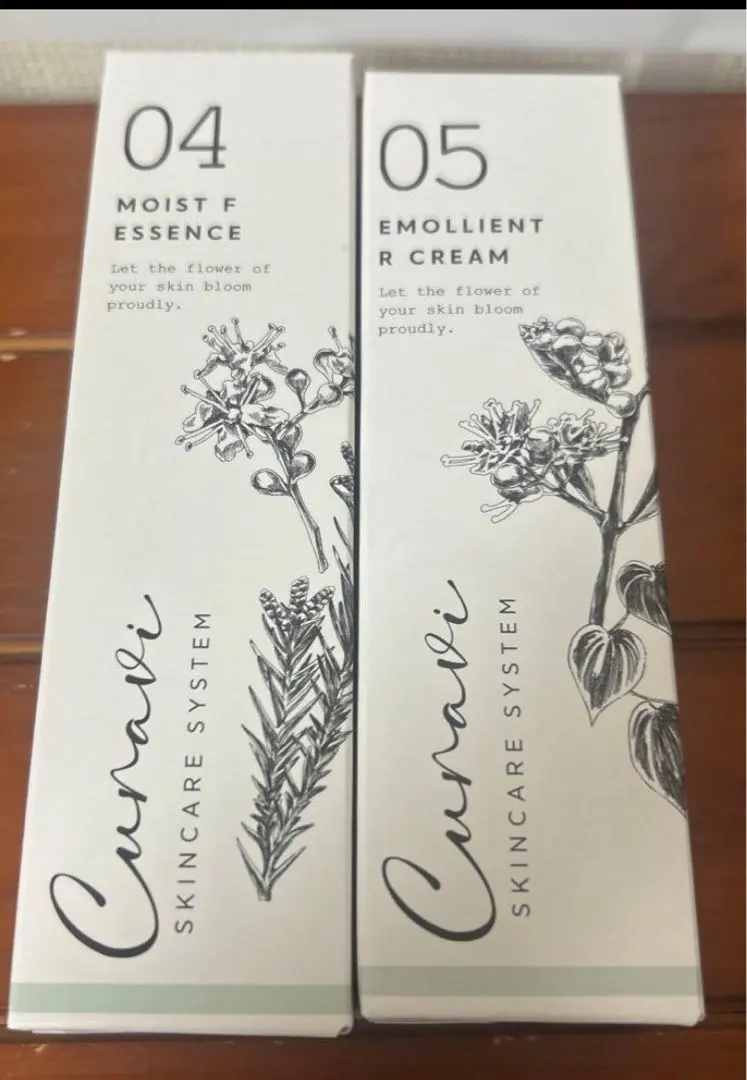 04
MOIST F
ESSENCE
Let the flower of
your skin bloom
proudly.
Curavi
SKINCARE SYSTEM
05
EMOLLIENT
R CREAM
Let the flower of
your skin bloom
proudly.
Curavi
SKINCARE SYSTEM